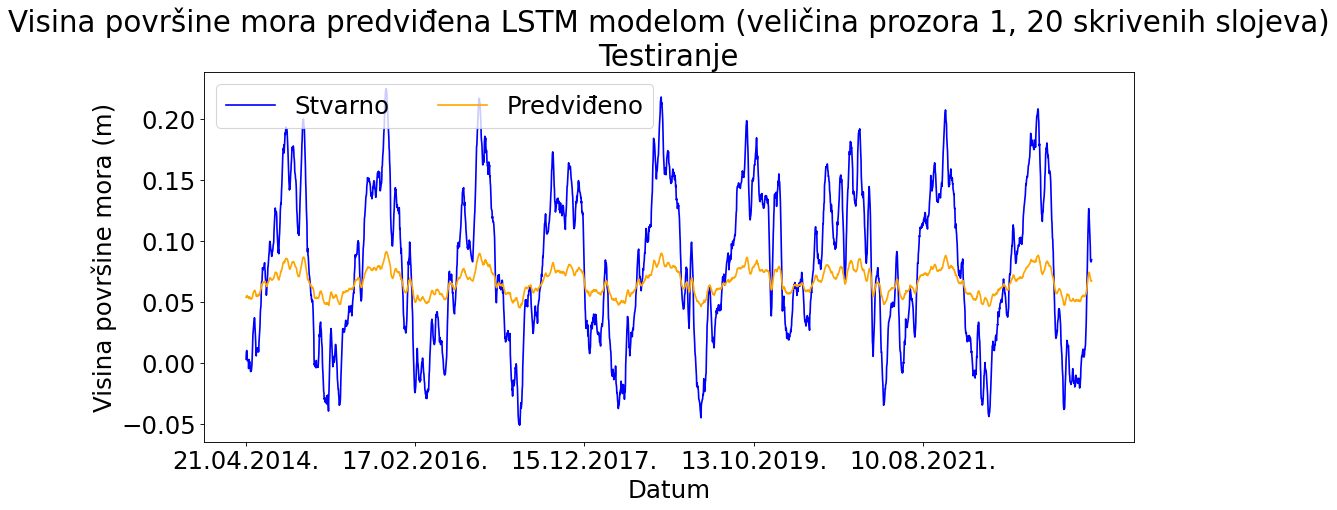 Visina površine mora predviđena LSTM modelom (veličina prozora 1, 20 skrivenih slojeva)
Testiranje
Stvarno
Predviđeno
Visina površine mora (m)
0.20
0.15
0.10
0.05
0.00
−0.05
21.04.2014.
17.02.2016.
15.12.2017.
13.10.2019.
10.08.2021.
Datum